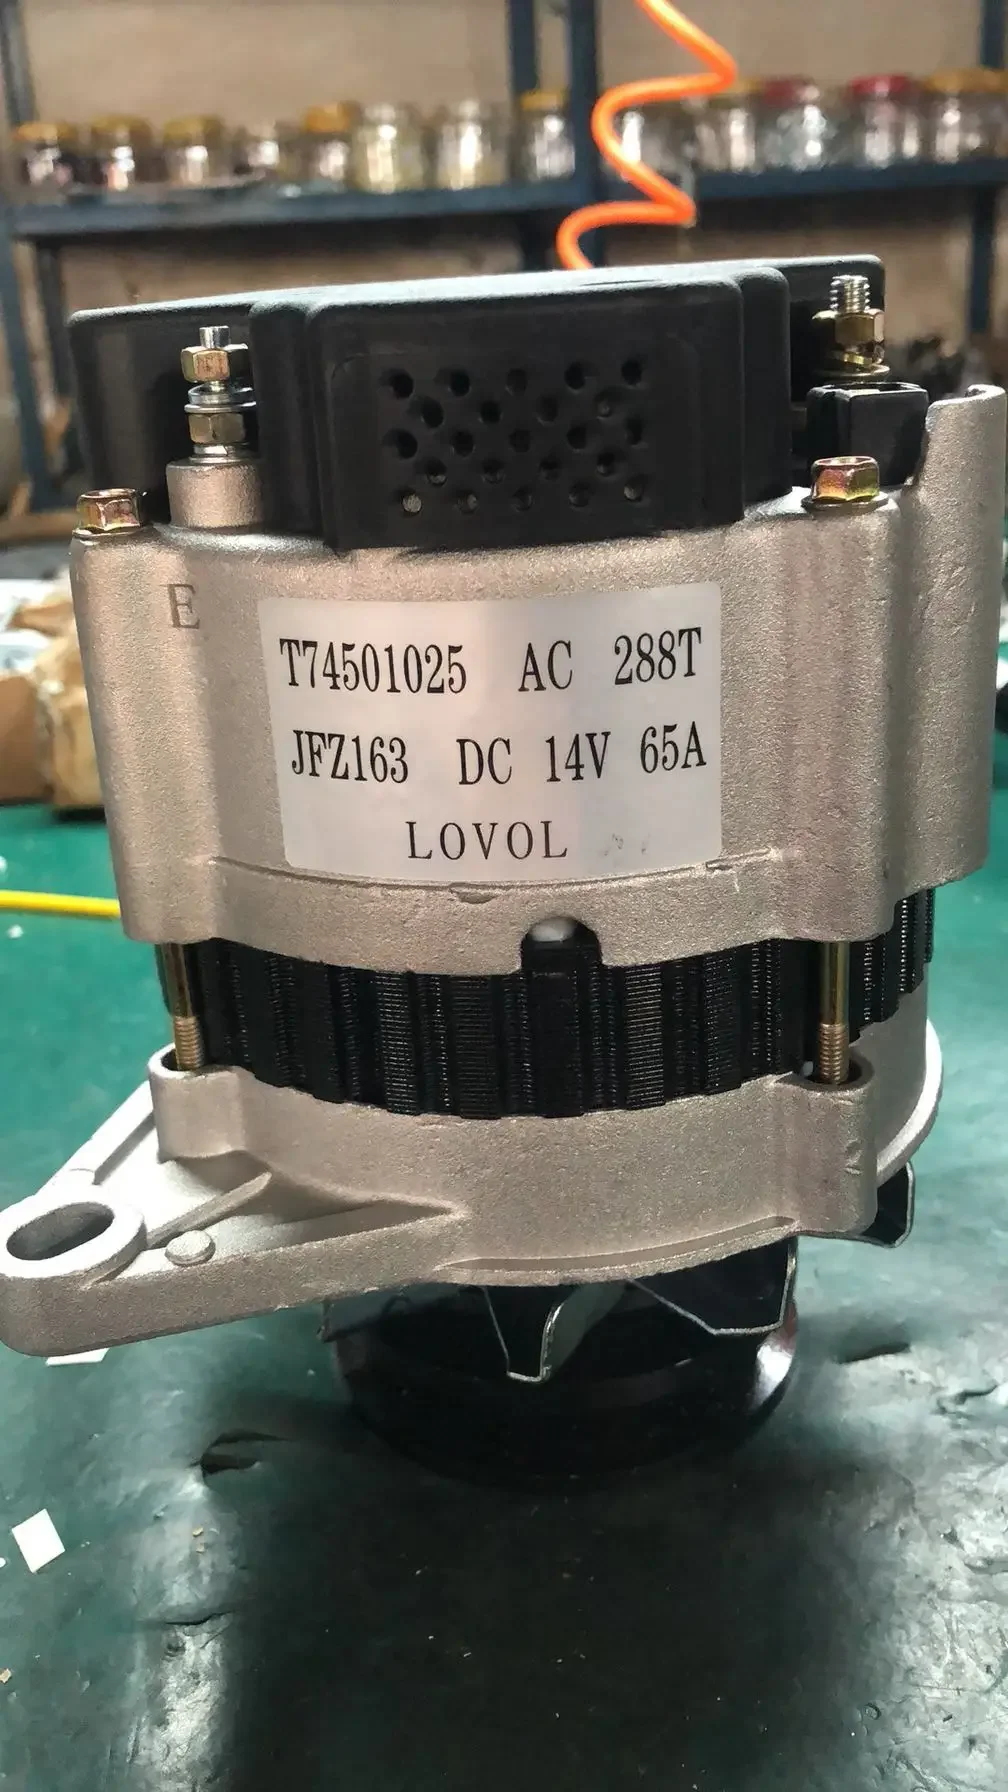 E
T74501025 AC 288T
JFZ163 DC 14V 65A
LOVOL